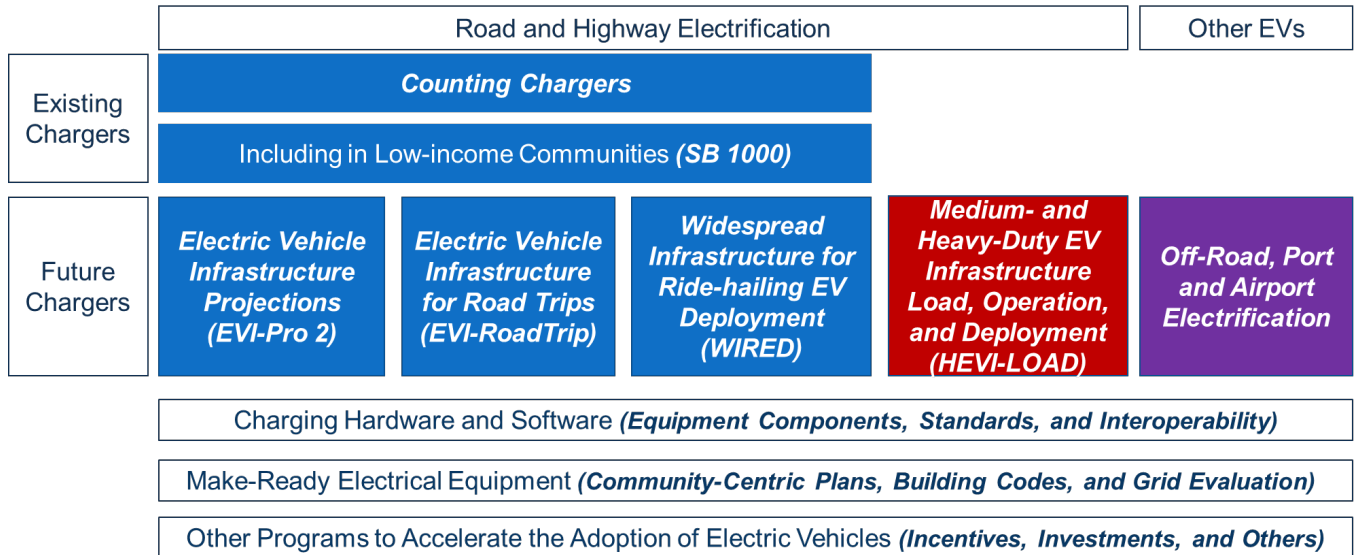 Road and Highway Electrification
Other EVs
Existing
Chargers
Counting Chargers
Including in Low-income Communities (SB 1000)
Future
Chargers
Electric Vehicle
Infrastructure
Projections
(EVI-Pro 2)
Electric Vehicle
Infrastructure
for Road Trips
(EVI-RoadTrip)
Widespread
Infrastructure for
Ride-hailing EV
Deployment
(WIRED)
Medium- and
Heavy-Duty EV
Infrastructure
Load, Operation,
and Deployment
(HEVI-LOAD)
Off-Road, Port
and Airport
Electrification
Charging Hardware and Software (Equipment Components, Standards, and Interoperability)
Make-Ready Electrical Equipment (Community-Centric Plans, Building Codes, and Grid Evaluation)
Other Programs to Accelerate the Adoption of Electric Vehicles (Incentives, Investments, and Others)